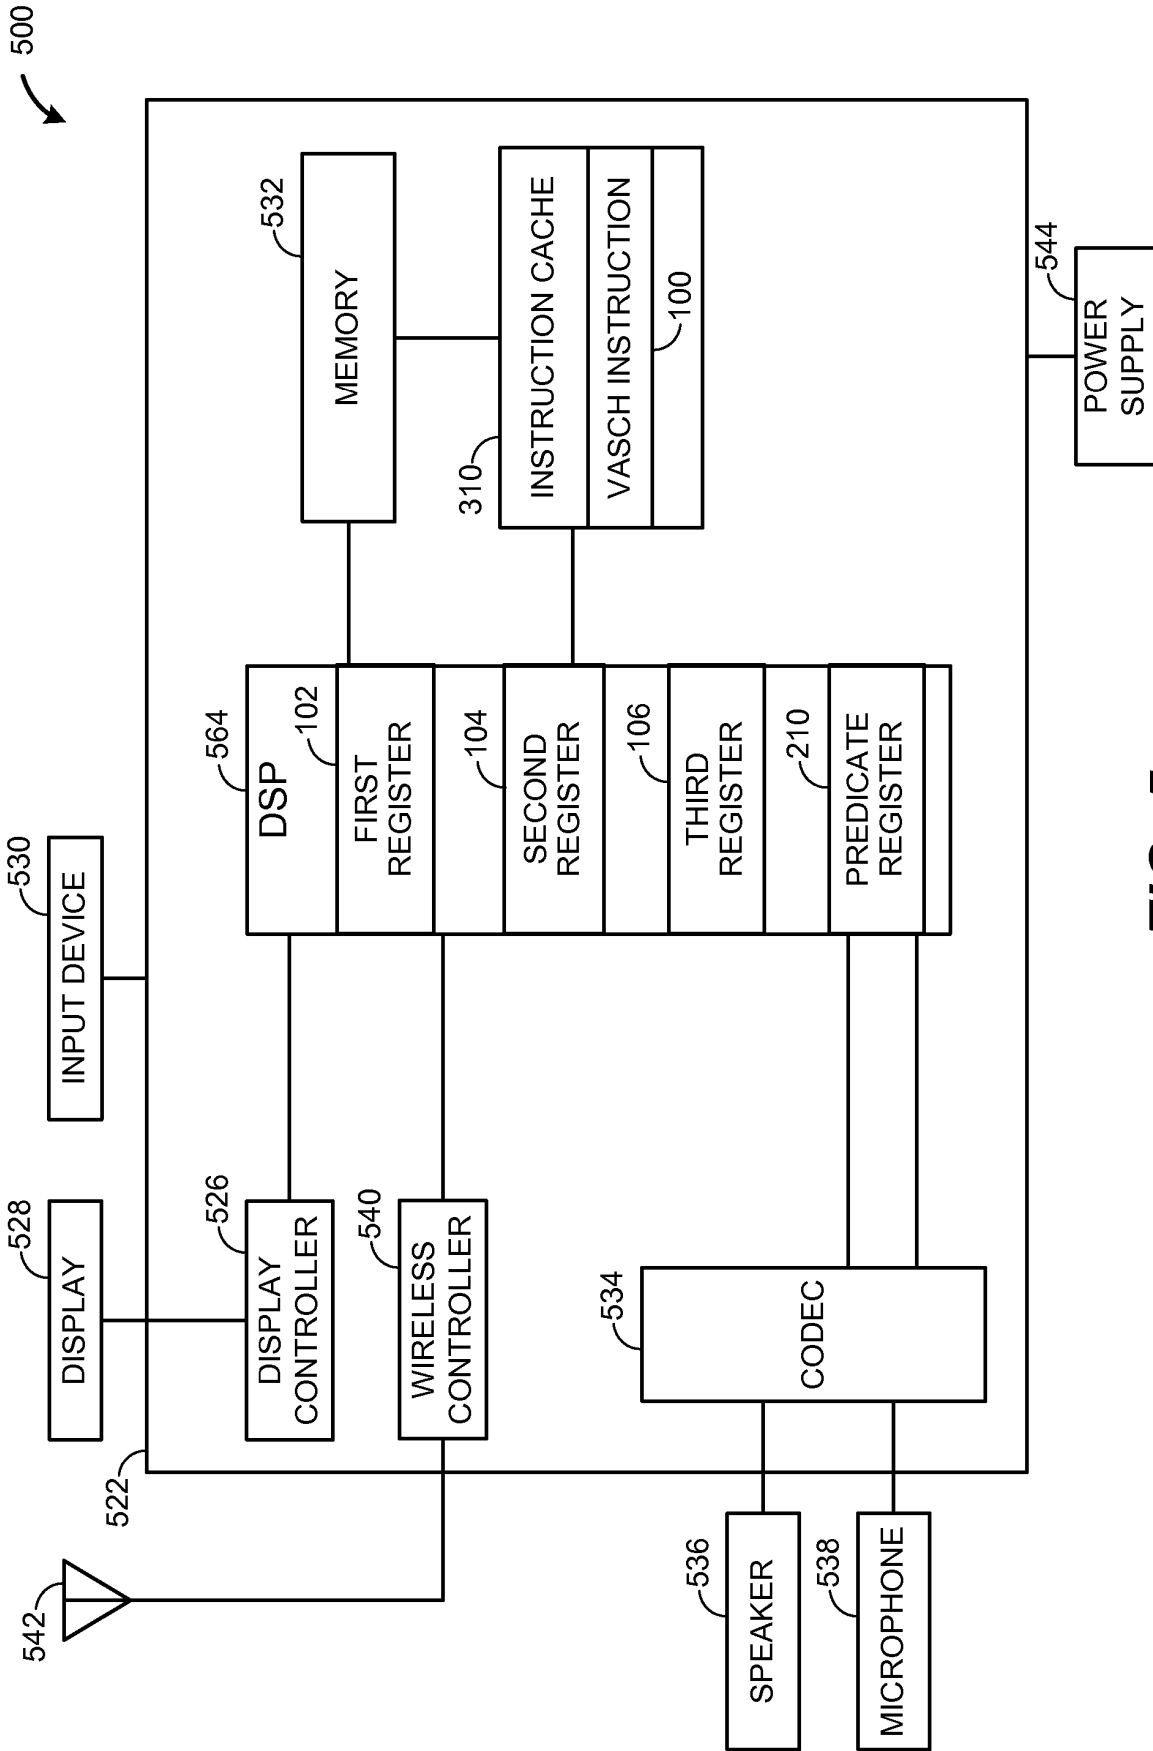 542
528
DISPLAY
530
INPUT DEVICE
500
522
526
DISPLAY
CONTROLLER
540
WIRELESS
CONTROLLER
564
DSP
102
FIRST
REGISTER
104
SECOND
REGISTER
106
THIRD
REGISTER
210
PREDICATE
REGISTER
532
MEMORY
310
INSTRUCTION CACHE
VASCH INSTRUCTION
100
534
CODEC
536
SPEAKER
538
MICROPHONE
544
POWER
SUPPLY